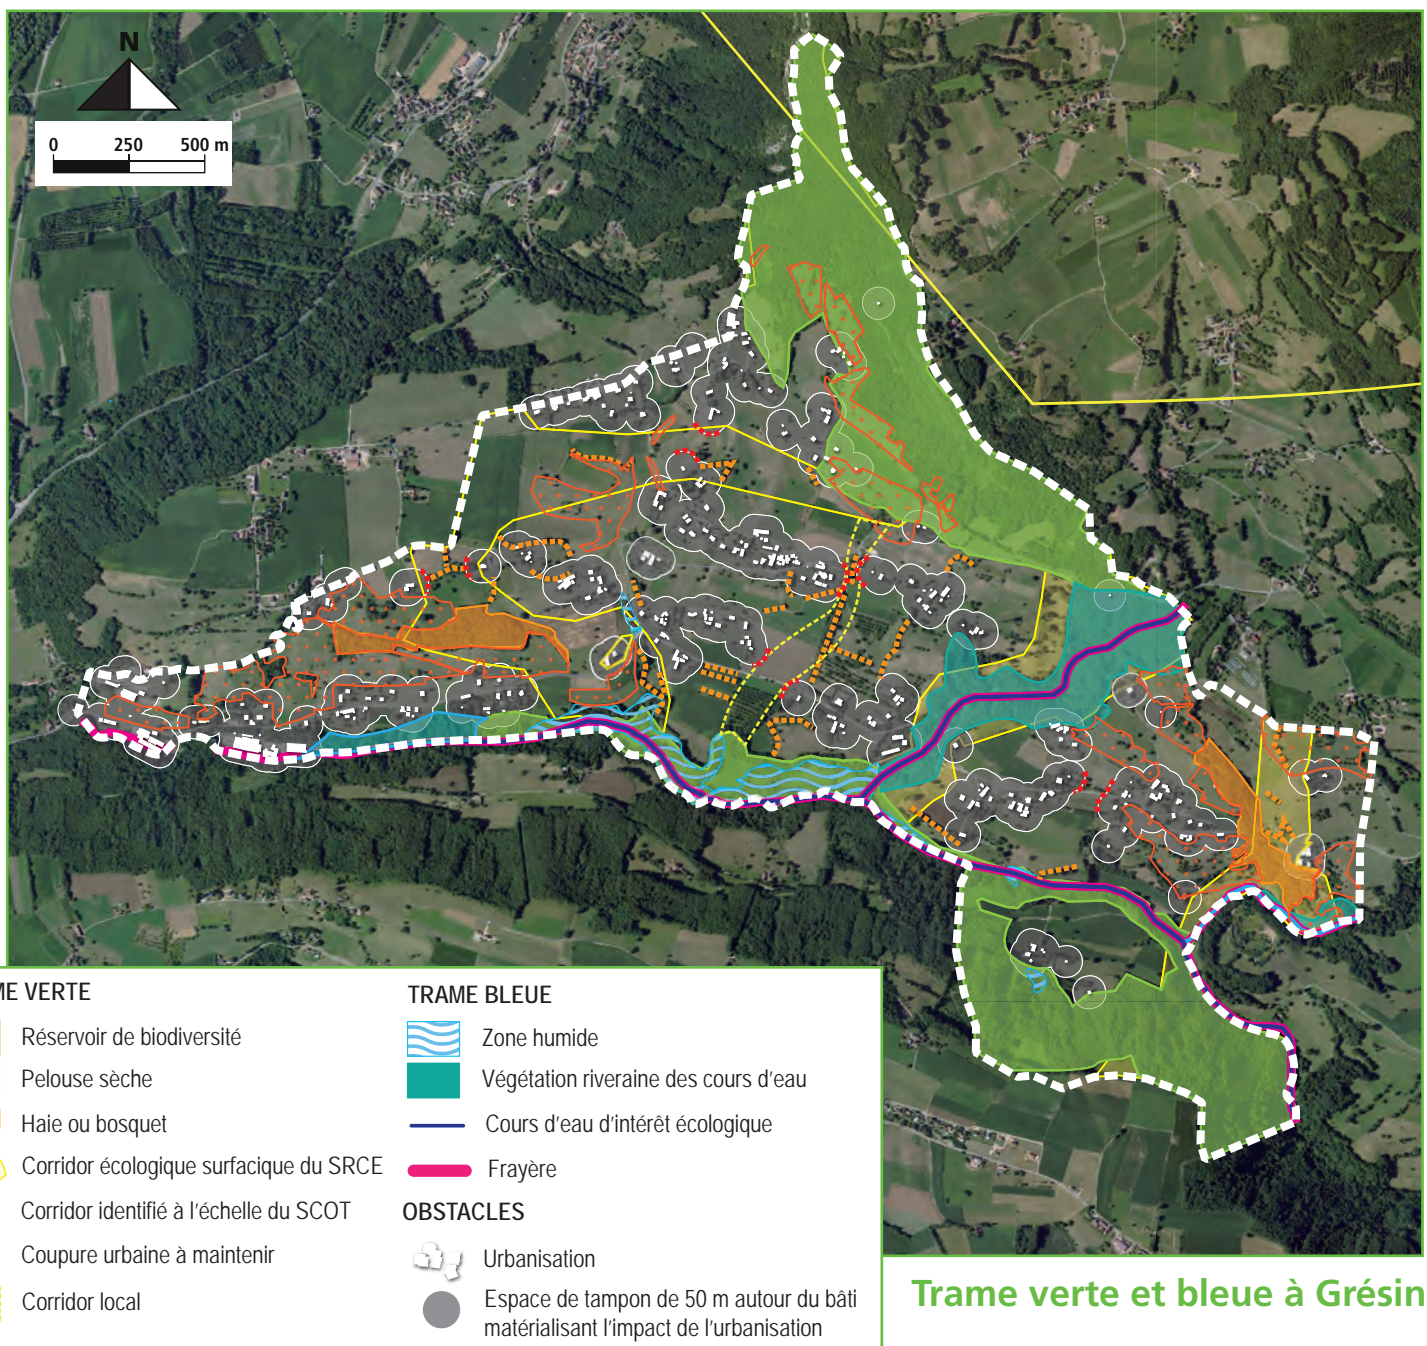 N
0 250 500 m
ME VERTE
Réservoir de biodiversité
Pelouse sèche
Haie ou bosquet
Corridor écologique surfacique du SRCE
Corridor identifié à l'échelle du SCOT
Coupure urbaine à maintenir
Corridor local
TRAME BLEUE
Zone humide
Végétation riveraine des cours d'eau
Cours d'eau d'intérêt écologique
Frayère
OBSTACLES
Urbanisation
Espace de tampon de 50 m autour du bâti
matérialisant l'impact de l'urbanisation
Trame verte et bleue à Grésin